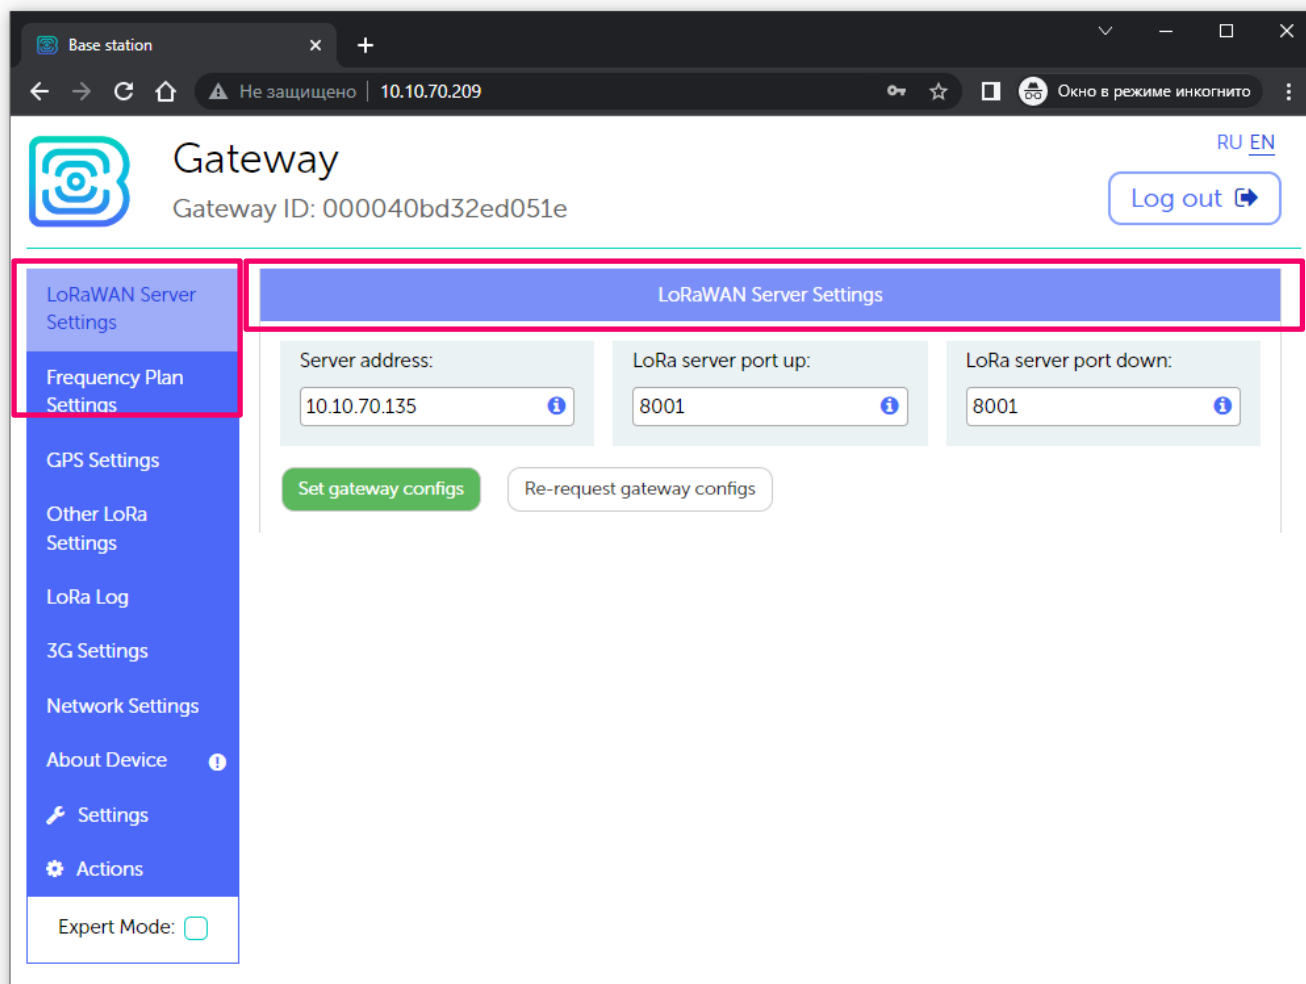 Base station
Не защищено | 10.10.70.209
Окно в режиме инкогнито
Gateway
Gateway ID: 000040bd32ed051e
RU EN
Log out
LoRaWAN Server
Settings
Frequency Plan
Settings
GPS Settings
Other LoRa
Settings
LoRa Log
3G Settings
Network Settings
About Device
Settings
Actions
Expert Mode:
LoRaWAN Server Settings
Server address:
10.10.70.135
LoRa server port up:
8001
LoRa server port down:
8001
Set gateway configs
Re-request gateway configs